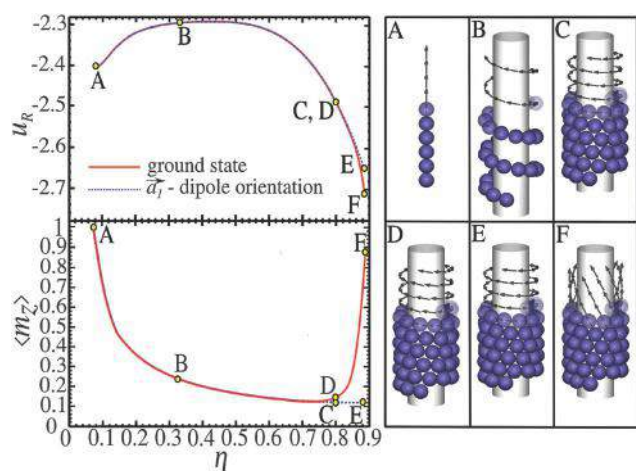 -2.3
-2.4
-2.5
-2.6
-2.7
u_R
A
B
C, D
E
F
ground state
a_1 - dipole orientation
1
0.9
0.8
0.7
0.6
0.5
0.4
0.3
0.2
0.1
0
⟨m_Z⟩
A
B
D
C
E
F
0 0.1 0.2 0.3 0.4 0.5 0.6 0.7 0.8 0.9
η
A
B
C
D
E
F